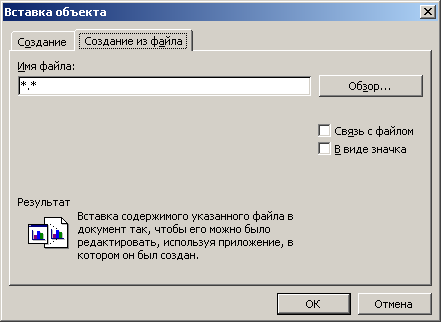 Вставка объекта
Создание
Создание из файла
Имя файла:
*.*
Обзор...
Связь с файлом
В виде значка
Результат
Вставка содержимого указанного файла в
документ так, чтобы его можно было
редактировать, используя приложение, в
котором он был создан.
OK
Отмена